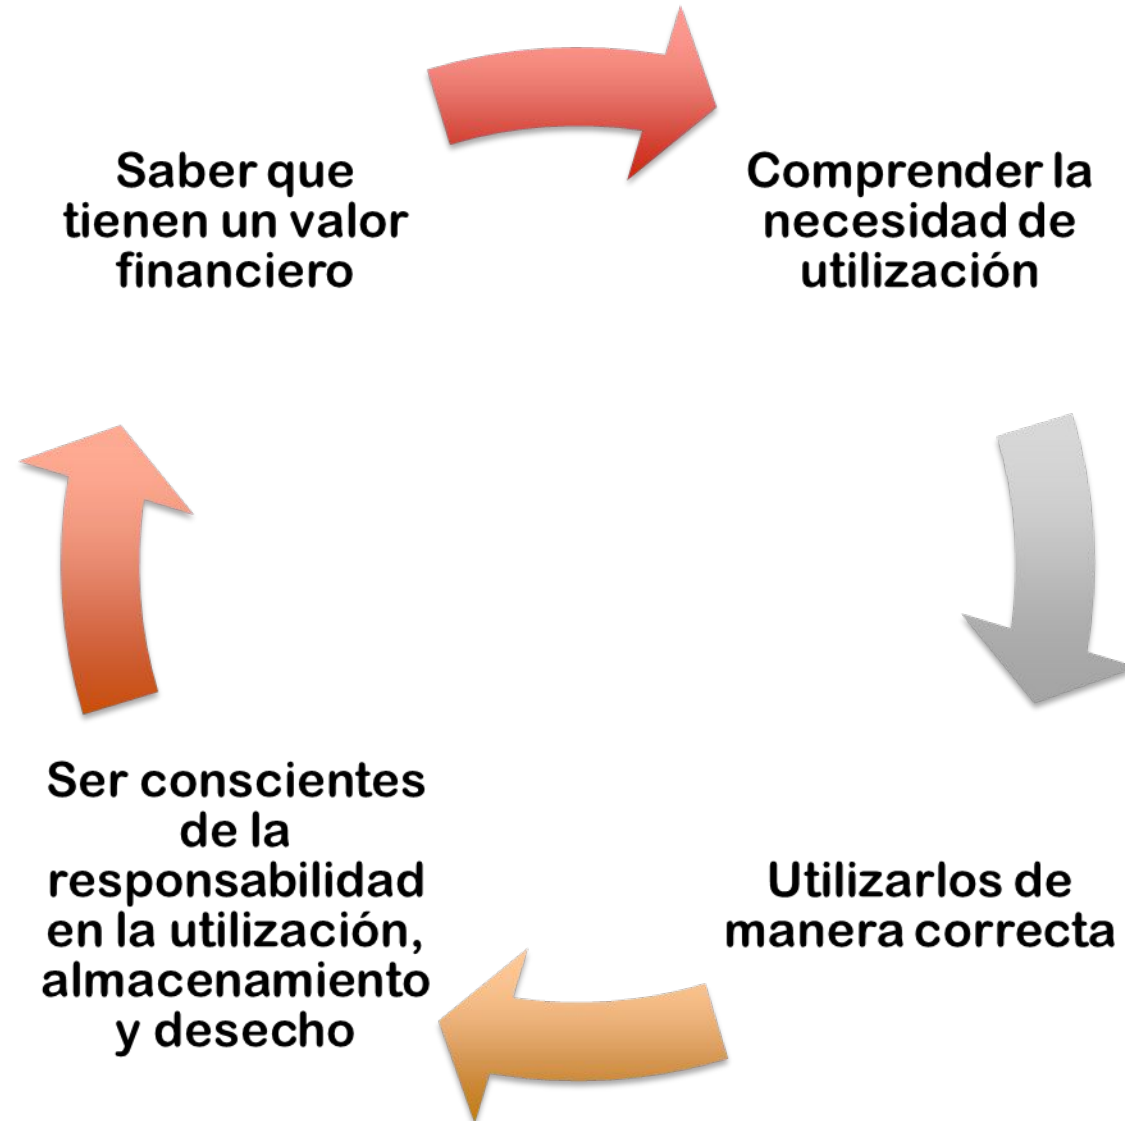 Saber que
tienen un valor
financiero
Comprender la
necesidad de
utilización
Utilizarlos de
manera correcta
Ser conscientes
de la
responsabilidad
en la utilización,
almacenamiento
y desecho